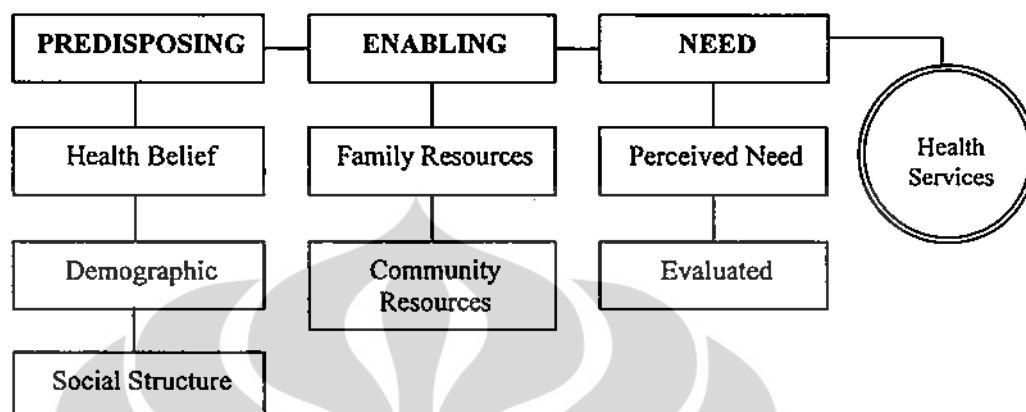 PREDISPOSING
ENABLING
NEED
Health Belief
Family Resources
Perceived Need
Health
Services
Demographic
Community
Resources
Evaluated
Social Structure